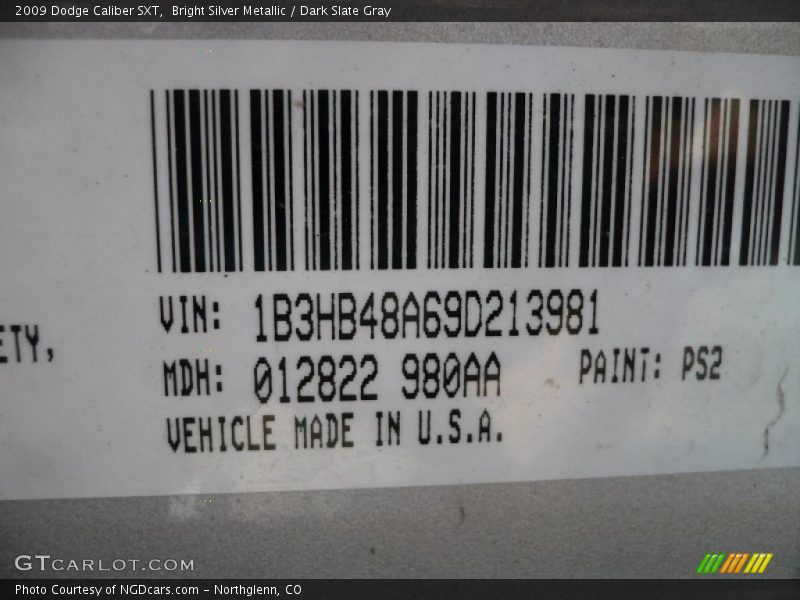 2009 Dodge Caliber SXT,  Bright Silver Metallic / Dark Slate Gray
VIN: 1B3HB48A69D213981
ETY,
MDH: 012822 980AA PAINT: PS2
VEHICLE MADE IN U.S.A.
GTCARLOT.COM
Photo Courtesy of NGDcars.com – Northglenn, CO